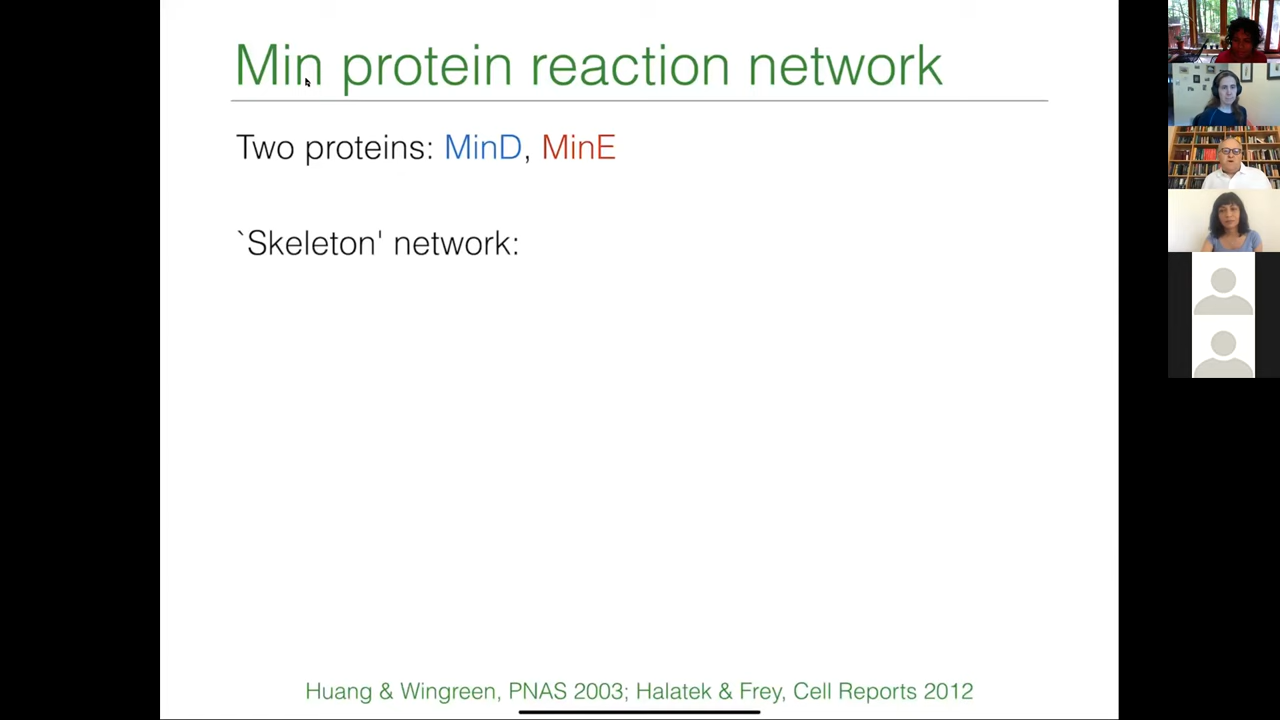 Min protein reaction network
Two proteins: MinD, MinE
`Skeleton' network:
Huang & Wingreen, PNAS 2003; Halatek & Frey, Cell Reports 2012